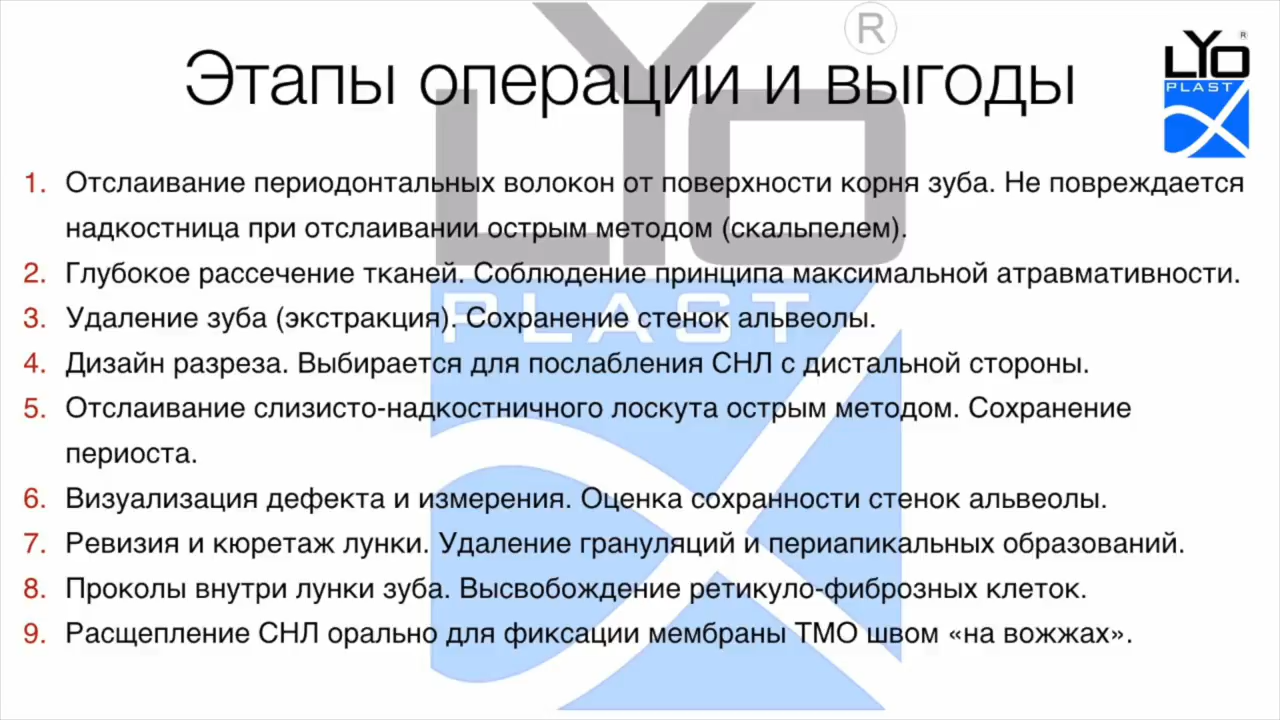 Этапы операции и выгоды
LYO
PLAST
®
LYO
PLAST
®
1. Отслаивание периодонтальных волокон от поверхности корня зуба. Не повреждается
надкостница при отслаивании острым методом (скальпелем).
2. Глубокое рассечение тканей. Соблюдение принципа максимальной атравмативности.
3. Удаление зуба (экстракция). Сохранение стенок альвеолы.
4. Дизайн разреза. Выбирается для послабления СНЛ с дистальной стороны.
5. Отслаивание слизисто-надкостничного лоскута острым методом. Сохранение
периоста.
6. Визуализация дефекта и измерения. Оценка сохранности стенок альвеолы.
7. Ревизия и кюретаж лунки. Удаление грануляций и периапикальных образований.
8. Проколы внутри лунки зуба. Высвобождение ретикуло-фиброзных клеток.
9. Расщепление СНЛ орально для фиксации мембраны ТМО швом «на вожжах».